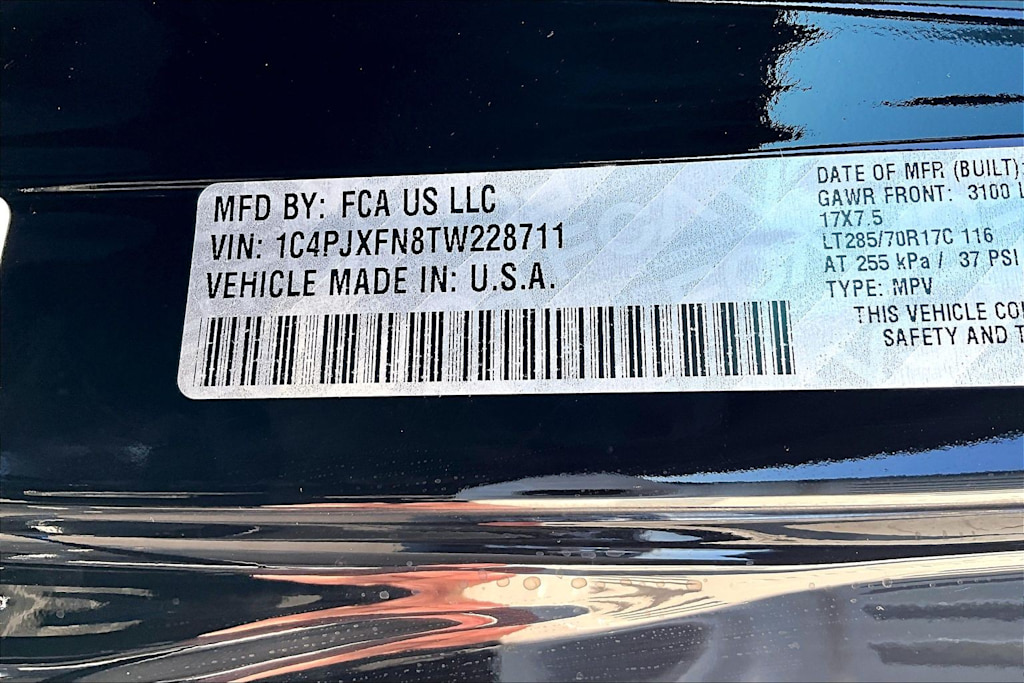 MFD BY: FCA US LLC
VIN: 1C4PJXFN8TW228711
VEHICLE MADE IN: U.S.A.
DATE OF MFR (BUILT):
GAWR FRONT: 3100
17X7.5
LT285/70R17C 116
AT 255 kPa / 37 PSI
TYPE: MPV
THIS VEHICLE
SAFETY AND